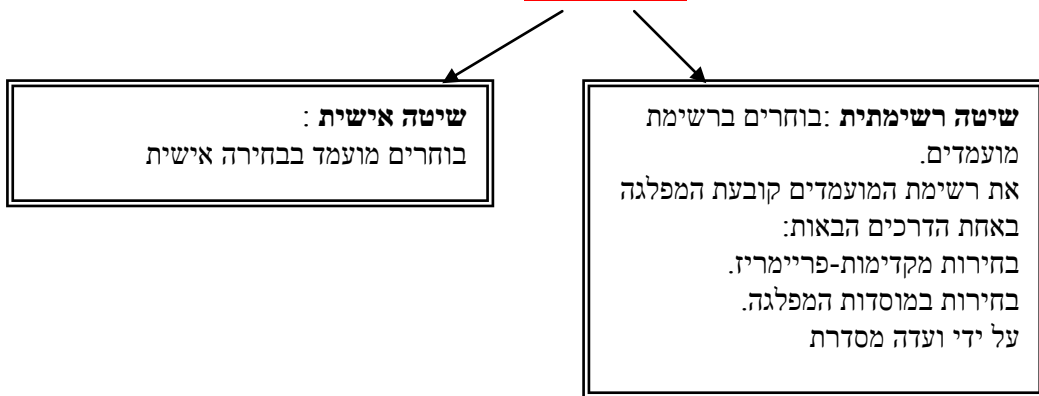 שיטה רשימתית :בוחרים ברשימת
מועמדים.
את רשימת המועמדים קובעת המפלגה
באחת הדרכים הבאות:
בחירות מקדימות-פריימריז.
בחירות במוסדות המפלגה.
על ידי ועדה מסדרת
שיטה אישית :
בוחרים מועמד בבחירה אישית